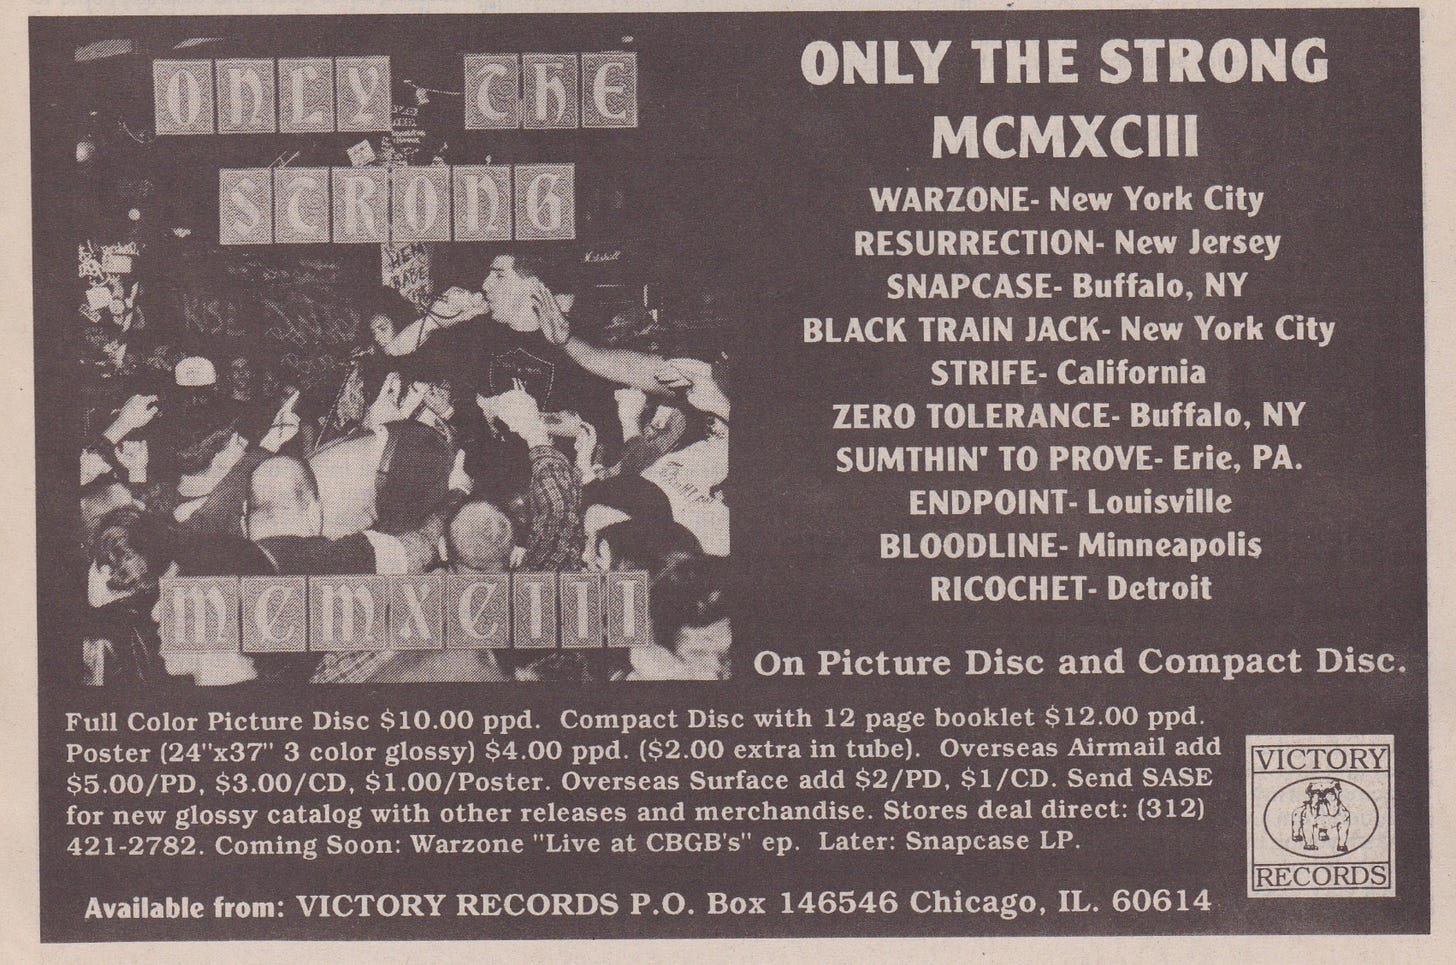 ONLY THE
STRONG
HEN
RAGE
Marshall
KSE
MCMXCIII
ONLY THE STRONG
MCMXCIII
WARZONE- New York City
RESURRECTION- New Jersey
SNAPCASE- Buffalo, NY
BLACK TRAIN JACK- New York City
STRIFE- California
ZERO TOLERANCE- Buffalo, NY
SUMTHIN' TO PROVE- Erie, PA.
ENDPOINT- Louisville
BLOODLINE- Minneapolis
RICOCHET- Detroit
On Picture Disc and Compact Disc.
Full Color Picture Disc $10.00 ppd. Compact Disc with 12 page booklet $12.00 ppd.
Poster (24"x37" 3 color glossy) $4.00 ppd. ($2.00 extra in tube). Overseas Airmail add
$5.00/PD, $3.00/CD, $1.00/Poster. Overseas Surface add $2/PD, $1/CD. Send SASE
for new glossy catalog with other releases and merchandise. Stores deal direct: (312)
421-2782. Coming Soon: Warzone "Live at CBGB's" ep. Later: Snapcase LP.
Available from: VICTORY RECORDS P.O. Box 146546 Chicago, IL. 60614
VICTORY
RECORDS